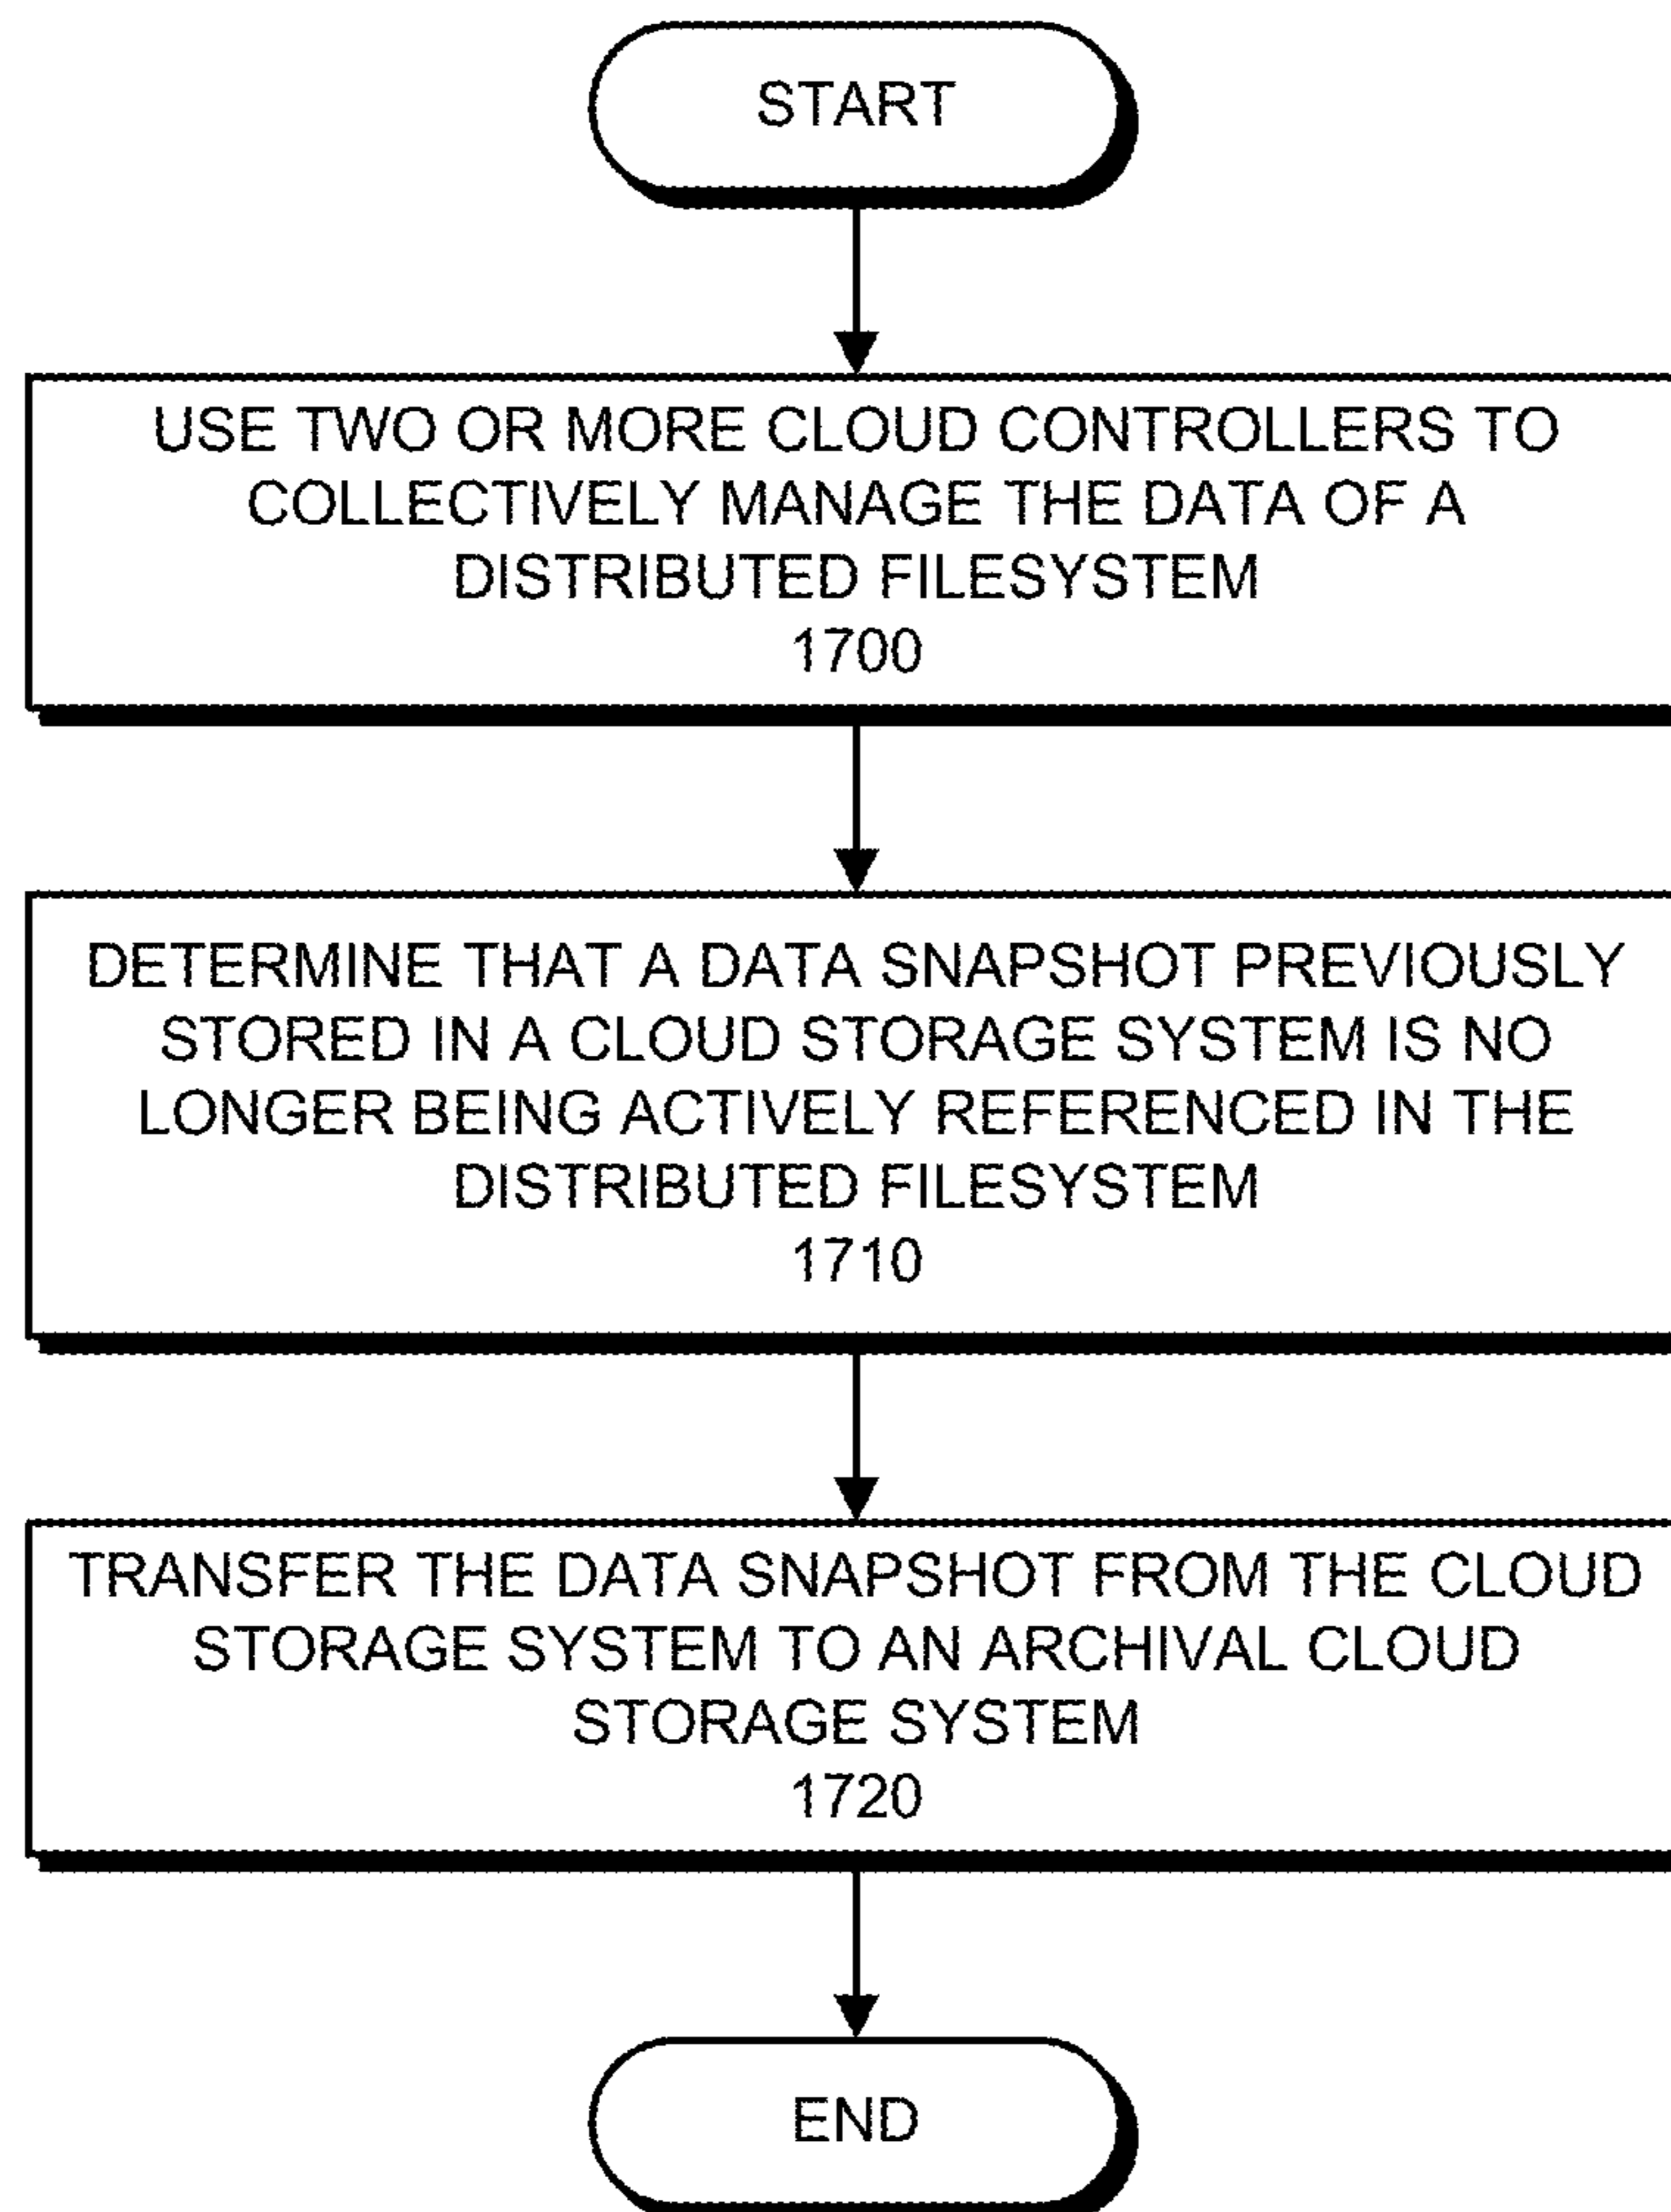 START
USE TWO OR MORE CLOUD CONTROLLERS TO
COLLECTIVELY MANAGE THE DATA OF A
DISTRIBUTED FILESYSTEM
1700
DETERMINE THAT A DATA SNAPSHOT PREVIOUSLY
STORED IN A CLOUD STORAGE SYSTEM IS NO
LONGER BEING ACTIVELY REFERENCED IN THE
DISTRIBUTED FILESYSTEM
1710
TRANSFER THE DATA SNAPSHOT FROM THE CLOUD
STORAGE SYSTEM TO AN ARCHIVAL CLOUD
STORAGE SYSTEM
1720
END